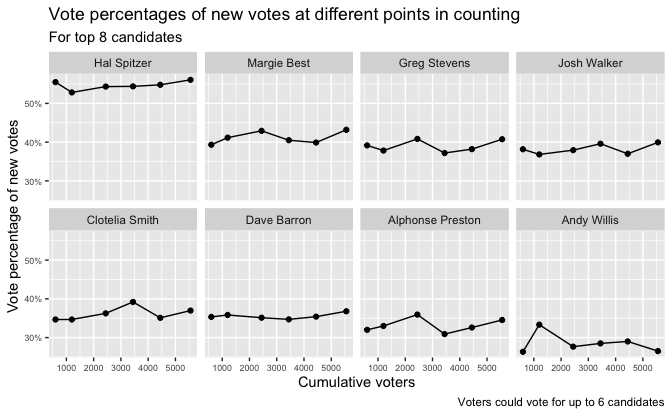 Vote percentages of new votes at different points in counting
For top 8 candidates
Hal Spitzer Margie Best Greg Stevens Josh Walker
50%
40%
30%
Clotelia Smith Dave Barron Alphonse Preston Andy Willis
50%
40%
30%
1000 2000 3000 4000 5000 1000 2000 3000 4000 5000 1000 2000 3000 4000 5000 1000 2000 3000 4000 5000
Vote percentage of new votes
Cumulative voters
Voters could vote for up to 6 candidates